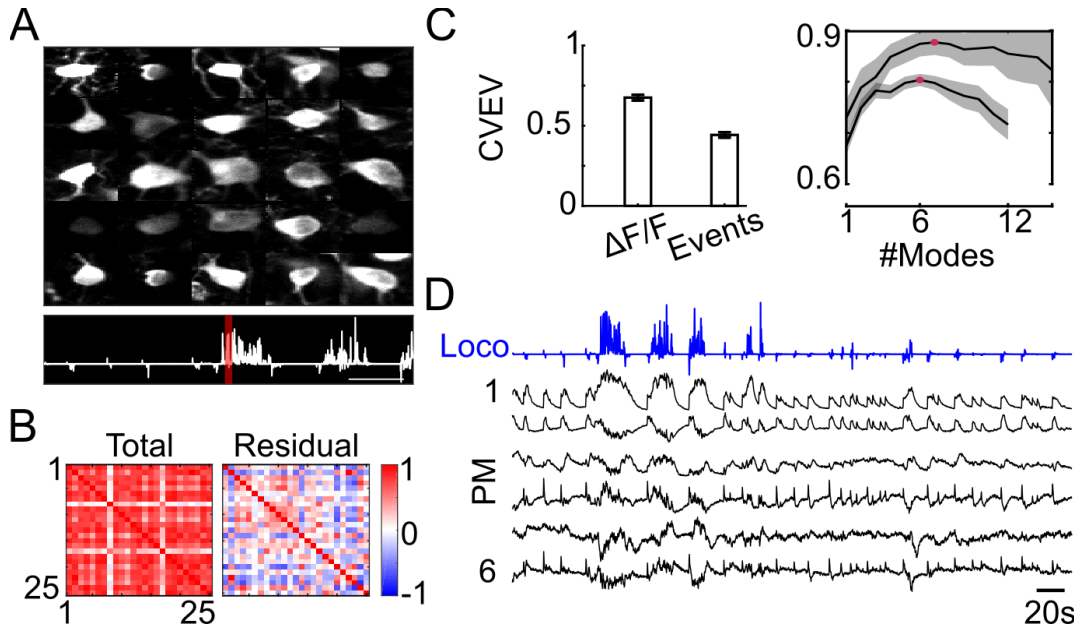 A
B
Total
Residual
1
25
1
25
1
0
-1
C
CVEV
1
0.5
0
ΔF/F
Events
0.9
0.6
1
6
12
#Modes
D
Loco
1
PM
6
20s